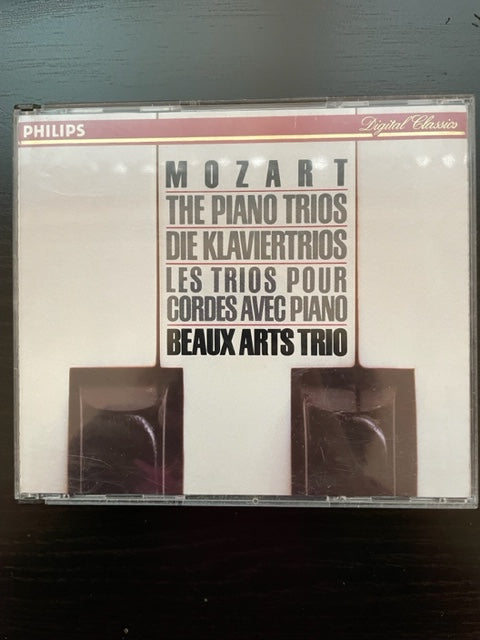 PHILIPS
Digital Classics
MOZART
THE PIANO TRIOS
DIE KLAVIERTRIOS
LES TRIOS POUR
CORDES AVEC PIANO
BEAUX ARTS TRIO